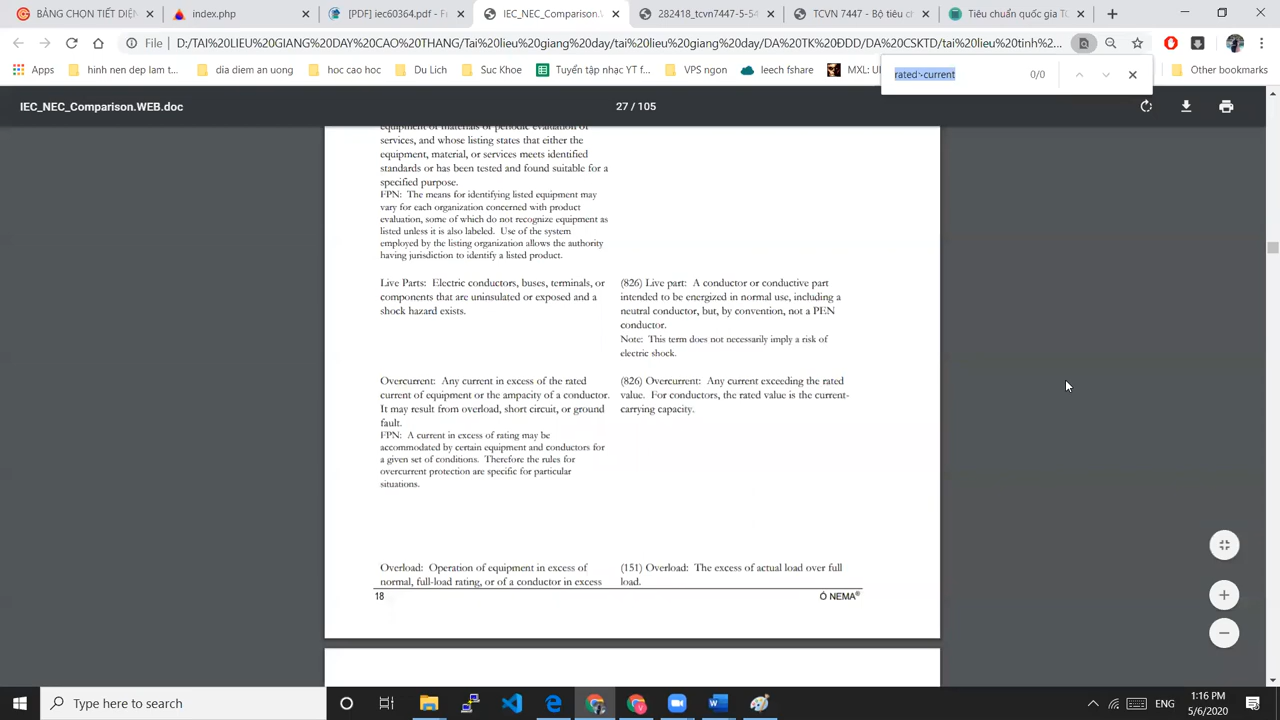 BẢNG CHỌN TIẾT DIỆN
index.php
[PDF] iec60364.pdf - F
IEC_NEC_Comparison.
282418_tcvn7447-5-54
TCVN 7447 - Bộ tiêu ch
Tiêu chuẩn quốc gia TC
File
D:/TAI%20LIEU%20GIANG%20DAY%20CAO%20THANG/Tai%20lieu%20giang%20day/tai%20lieu%20giang%20day/DA%20TK%20ĐDD/DA%20CSKTD/tai%20lieu%20tinh%...
Apps
hinh nen ep lam th...
dia diem an uong
hoc cao hoc
Du Lich
Suc Khoe
Tuyển tập nhạc YT f...
VPS ngon
leech fshare
MXL: UI
Other bookmarks
rated-current
0/0
IEC_NEC_Comparison.WEB.doc
27 / 105
equipment or materials or periodic evaluation of
services, and whose listing states that either the
equipment, material, or services meets identified
standards or has been tested and found suitable for a
specified purpose.
FPN: The means for identifying listed equipment may
vary for each organization concerned with product
evaluation, some of which do not recognize equipment as
listed unless it is also labeled. Use of the system
employed by the listing organization allows the authority
having jurisdiction to identify a listed product.
Live Parts: Electric conductors, buses, terminals, or
components that are uninsulated or exposed and a
shock hazard exists.
(826) Live part: A conductor or conductive part
intended to be energized in normal use, including a
neutral conductor, but, by convention, not a PEN
conductor.
Note: This term does not necessarily imply a risk of
electric shock.
Overcurrent: Any current in excess of the rated
current of equipment or the ampacity of a conductor.
It may result from overload, short circuit, or ground
fault.
FPN: A current in excess of rating may be
accommodated by certain equipment and conductors for
a given set of conditions. Therefore the rules for
overcurrent protection are specific for particular
situations.
(826) Overcurrent: Any current exceeding the rated
value. For conductors, the rated value is the current-
carrying capacity.
Overload: Operation of equipment in excess of
normal, full-load rating, or of a conductor in excess
(151) Overload: The excess of actual load over full
load.
18
Ó NEMA®
Type here to search
ENG
1:16 PM
5/6/2020